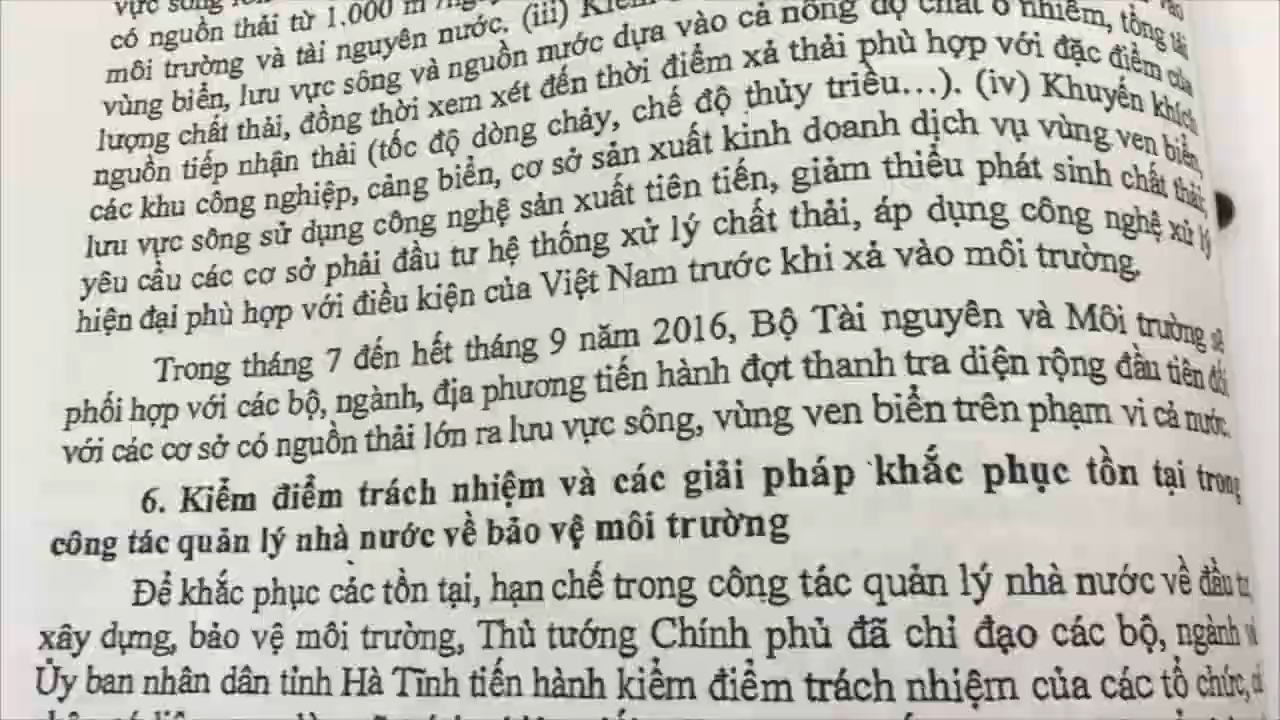 vực sông
có nguồn thải từ 1.000 m
môi trường và tài nguyên nước. (iii)
vùng biển, lưu vực sông và nguồn nước dựa vào cả nồng độ chất ô nhiễm, tổng tải
lượng chất thải, đồng thời xem xét đến thời điểm xả thải phù hợp với đặc điểm của
nguồn tiếp nhận thải (tốc độ dòng chảy, chế độ thủy triều...). (iv) Khuyến khích
các khu công nghiệp, cảng biển, cơ sở sản xuất kinh doanh dịch vụ vùng ven biển,
lưu vực sông sử dụng công nghệ sản xuất tiên tiến, giảm thiểu phát sinh chất thải,
yêu cầu các cơ sở phải đầu tư hệ thống xử lý chất thải, áp dụng công nghệ xử lý
hiện đại phù hợp với điều kiện của Việt Nam trước khi xả vào môi trường.
Trong tháng 7 đến hết tháng 9 năm 2016, Bộ Tài nguyên và Môi trường sẽ
phối hợp với các bộ, ngành, địa phương tiến hành đợt thanh tra diện rộng đầu tiên đối
với các cơ sở có nguồn thải lớn ra lưu vực sông, vùng ven biển trên phạm vi cả nước.
6. Kiểm điểm trách nhiệm và các giải pháp khắc phục tồn tại trong
công tác quản lý nhà nước về bảo vệ môi trường
Để khắc phục các tồn tại, hạn chế trong công tác quản lý nhà nước về đầu tư,
xây dựng, bảo vệ môi trường, Thủ tướng Chính phủ đã chỉ đạo các bộ, ngành và
Ủy ban nhân dân tỉnh Hà Tĩnh tiến hành kiểm điểm trách nhiệm của các tổ chức, cá